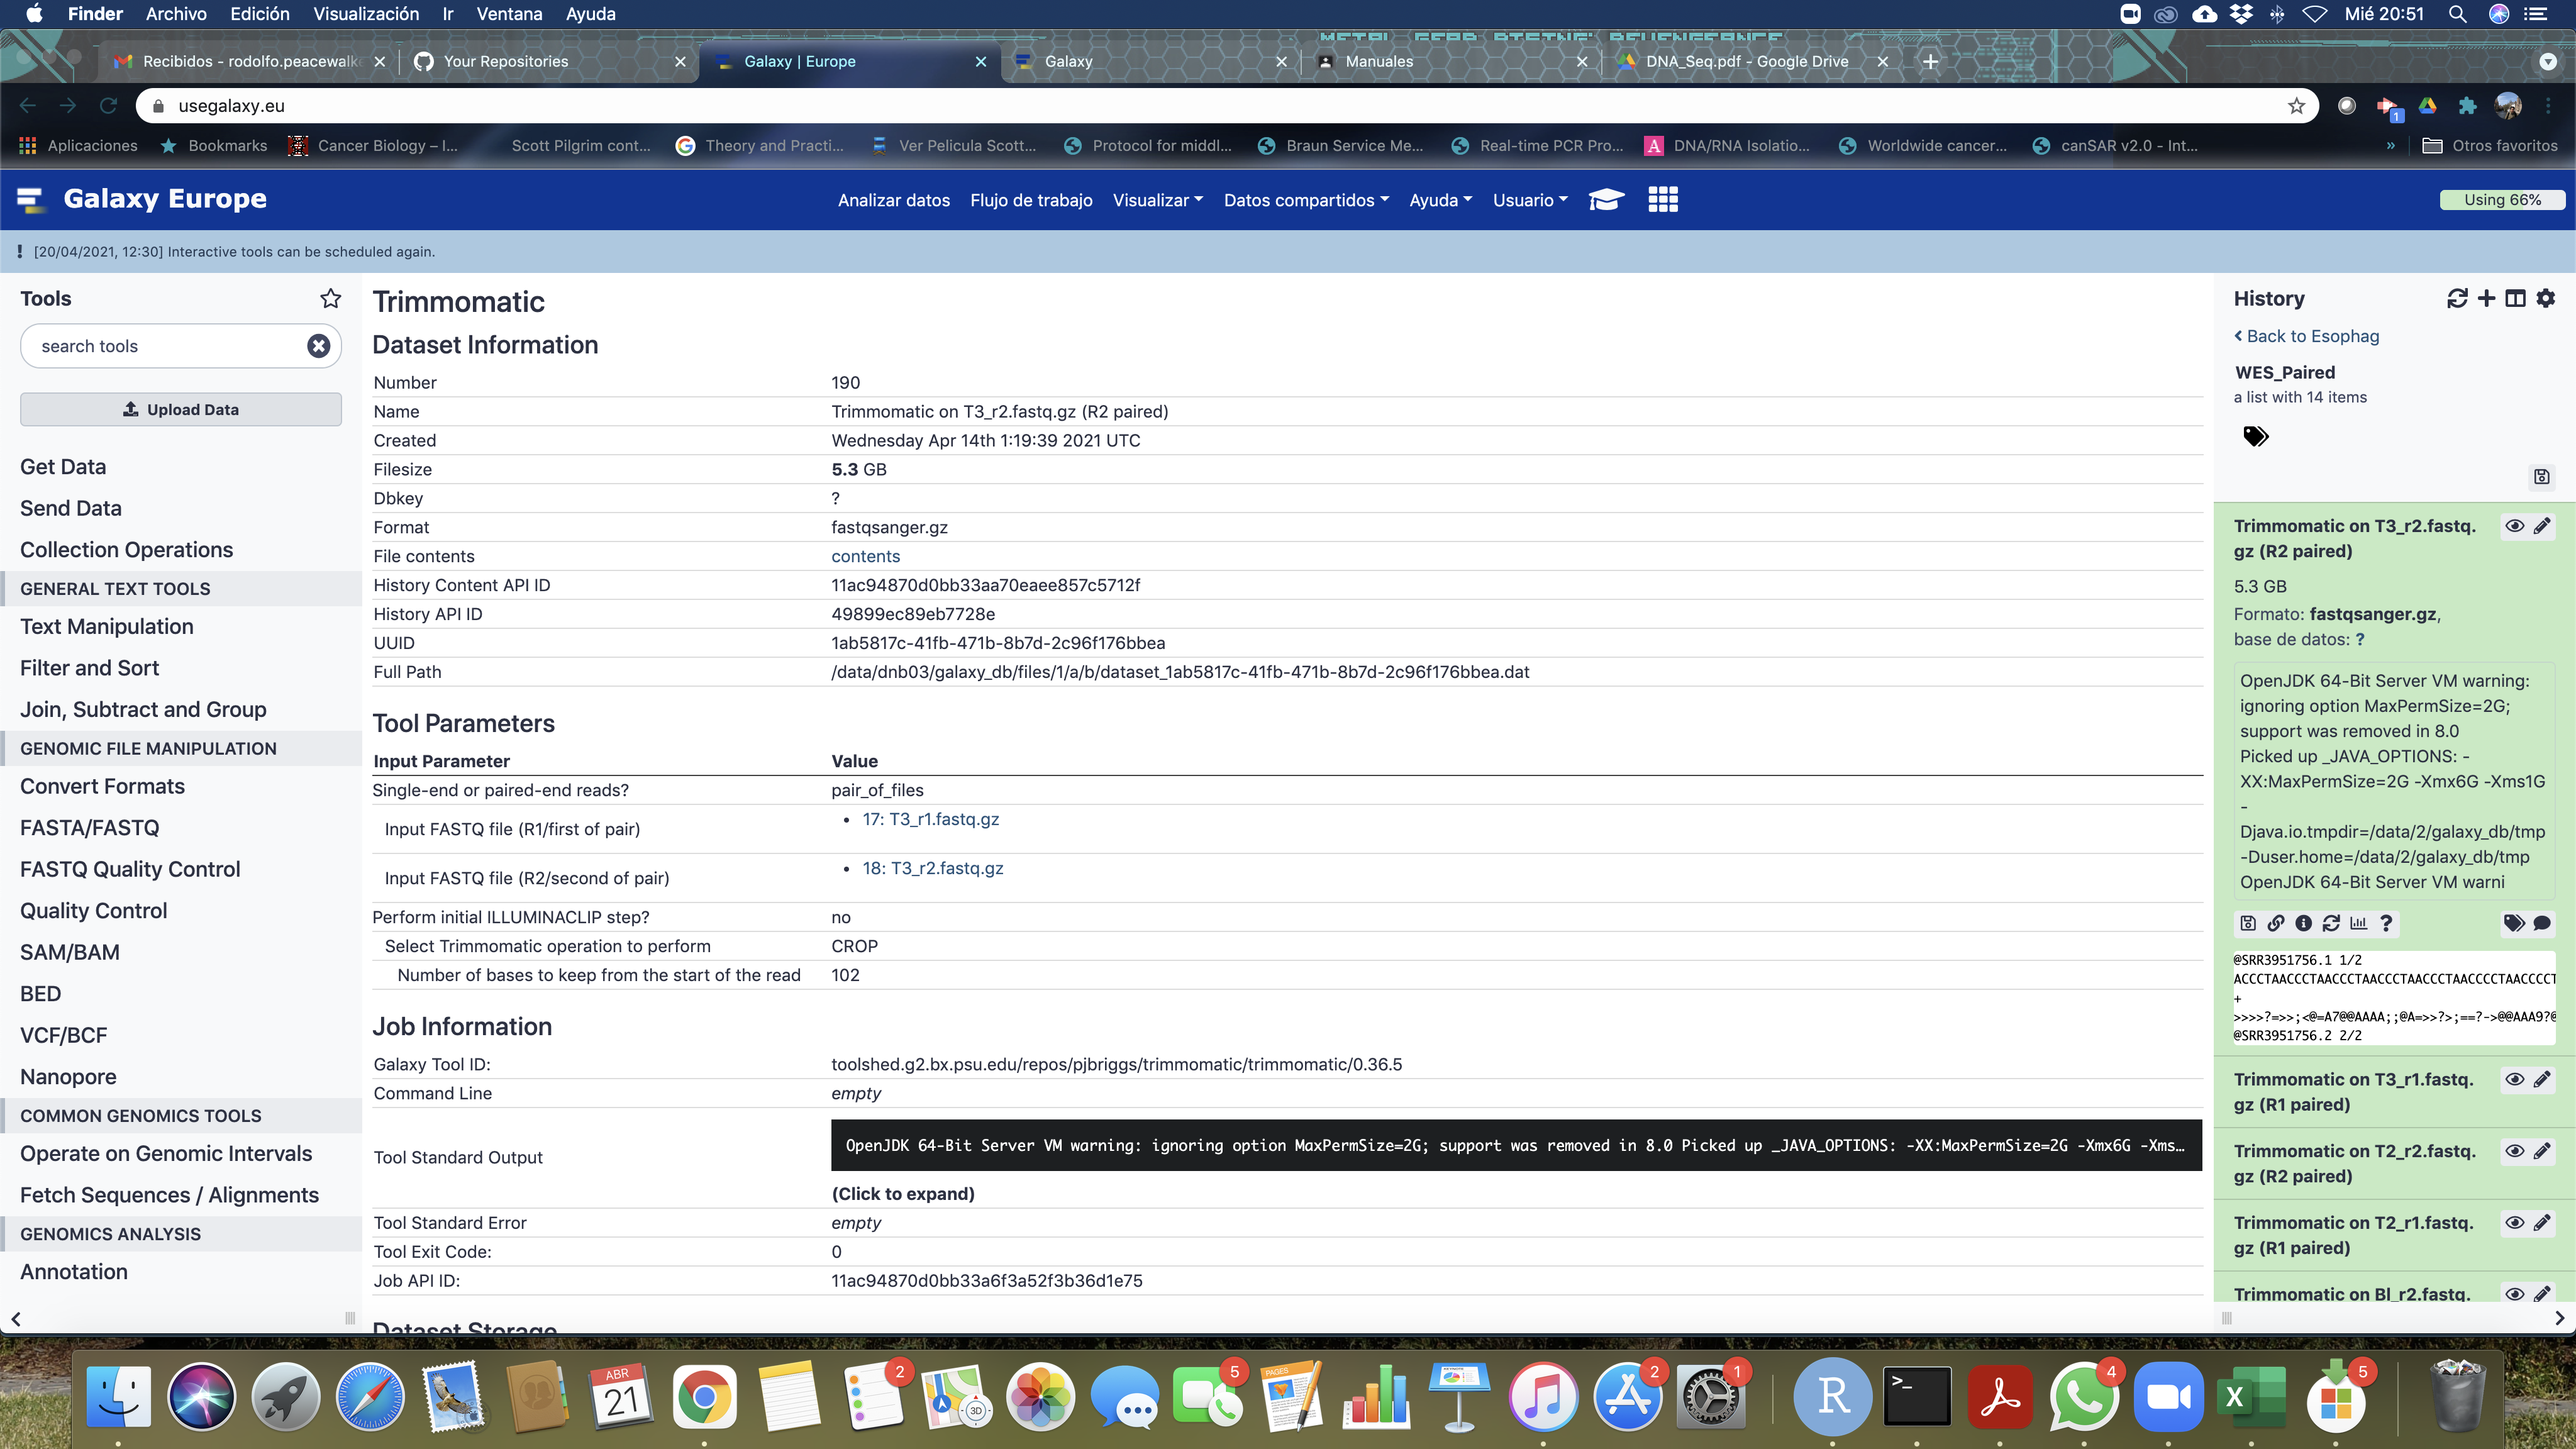 Finder Archivo Edición Visualización Ir Ventana Ayuda Mié 20:51
METAL GEAR RISING: REVENGEANCE
Recibidos - rodolfo.peacewalke Your Repositories Galaxy | Europe Galaxy Manuales DNA_Seq.pdf - Google Drive
usegalaxy.eu 1
Aplicaciones Bookmarks Cancer Biology – I... Scott Pilgrim cont... Theory and Practi... Ver Pelicula Scott... Protocol for middl... Braun Service Me... Real-time PCR Pro... A DNA/RNA Isolatio... Worldwide cancer... canSAR v2.0 - Int... » Otros favoritos
Galaxy Europe Analizar datos Flujo de trabajo Visualizar Datos compartidos Ayuda Usuario Using 66%
! [20/04/2021, 12:30] Interactive tools can be scheduled again.
Tools
search tools
Upload Data
Get Data
Send Data
Collection Operations
GENERAL TEXT TOOLS
Text Manipulation
Filter and Sort
Join, Subtract and Group
GENOMIC FILE MANIPULATION
Convert Formats
FASTA/FASTQ
FASTQ Quality Control
Quality Control
SAM/BAM
BED
VCF/BCF
Nanopore
COMMON GENOMICS TOOLS
Operate on Genomic Intervals
Fetch Sequences / Alignments
GENOMICS ANALYSIS
Annotation
Trimmomatic
Dataset Information
Number 190
Name Trimmomatic on T3_r2.fastq.gz (R2 paired)
Created Wednesday Apr 14th 1:19:39 2021 UTC
Filesize 5.3 GB
Dbkey ?
Format fastqsanger.gz
File contents contents
History Content API ID 11ac94870d0bb33aa70eaee857c5712f
History API ID 49899ec89eb7728e
UUID 1ab5817c-41fb-471b-8b7d-2c96f176bbea
Full Path /data/dnb03/galaxy_db/files/1/a/b/dataset_1ab5817c-41fb-471b-8b7d-2c96f176bbea.dat
Tool Parameters
Input Parameter Value
Single-end or paired-end reads? pair_of_files
Input FASTQ file (R1/first of pair) • 17: T3_r1.fastq.gz
Input FASTQ file (R2/second of pair) • 18: T3_r2.fastq.gz
Perform initial ILLUMINACLIP step? no
Select Trimmomatic operation to perform CROP
Number of bases to keep from the start of the read 102
Job Information
Galaxy Tool ID: toolshed.g2.bx.psu.edu/repos/pjbriggs/trimmomatic/trimmomatic/0.36.5
Command Line empty
Tool Standard Output OpenJDK 64-Bit Server VM warning: ignoring option MaxPermSize=2G; support was removed in 8.0 Picked up _JAVA_OPTIONS: -XX:MaxPermSize=2G -Xmx6G -Xms…
(Click to expand)
Tool Standard Error empty
Tool Exit Code: 0
Job API ID: 11ac94870d0bb33a6f3a52f3b36d1e75
Dataset Storage
History
Back to Esophag
WES_Paired
a list with 14 items
Trimmomatic on T3_r2.fastq.
gz (R2 paired)
5.3 GB
Formato: fastqsanger.gz,
base de datos: ?
OpenJDK 64-Bit Server VM warning:
ignoring option MaxPermSize=2G;
support was removed in 8.0
Picked up _JAVA_OPTIONS: -
XX:MaxPermSize=2G -Xmx6G -Xms1G
-
Djava.io.tmpdir=/data/2/galaxy_db/tmp
-Duser.home=/data/2/galaxy_db/tmp
OpenJDK 64-Bit Server VM warni
@SRR3951756.1 1/2
ACCCTAACCCTAACCCTAACCCTAACCCTAACCCCTAACCCCT
+
>>>>?=>>;<@=A7@@AAAA;;@A=>>?>;==?->@@AAA9?@
@SRR3951756.2 2/2
Trimmomatic on T3_r1.fastq.
gz (R1 paired)
Trimmomatic on T2_r2.fastq.
gz (R2 paired)
Trimmomatic on T2_r1.fastq.
gz (R1 paired)
Trimmomatic on Bl_r2.fastq.
ABR 21 2 3D 5 PAGES 2 1 R >_ 4 X 5